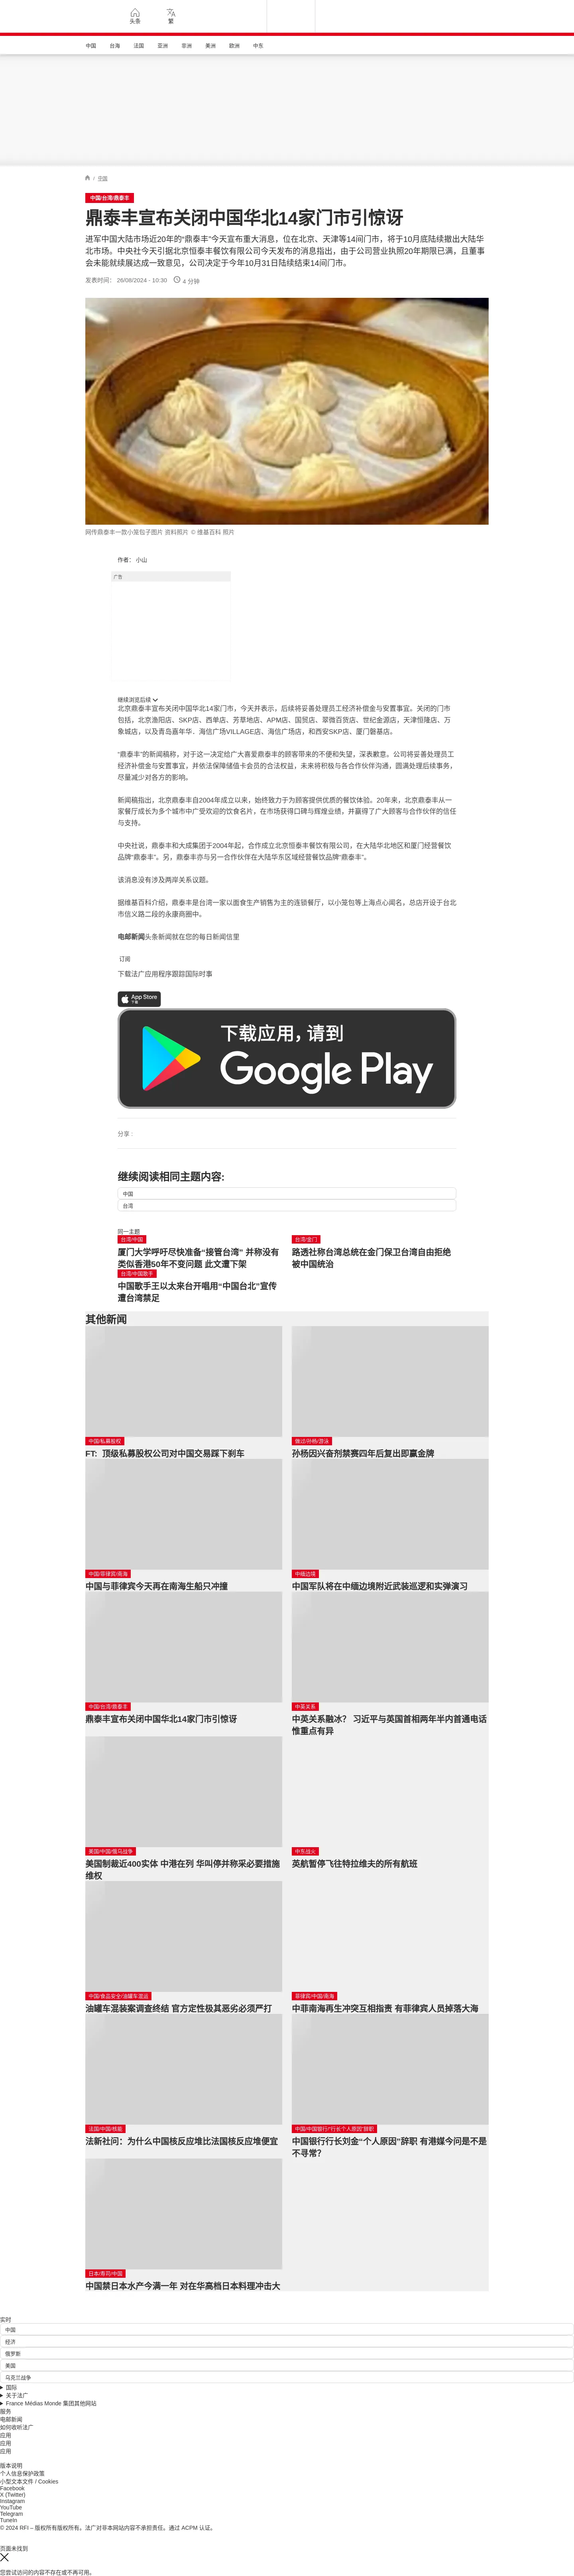 头条
繁
中国
台海
法国
亚洲
非洲
美洲
欧洲
中东
/ 中国
中国/台湾/鼎泰丰
鼎泰丰宣布关闭中国华北14家门市引惊讶
进军中国大陆市场近20年的“鼎泰丰”今天宣布重大消息，位在北京、天津等14间门市，将于10月底陆续撤出大陆华
北市场。中央社今天引据北京恒泰丰餐饮有限公司今天发布的消息指出，由于公司营业执照20年期限已满，且董事
会未能就续展达成一致意见，公司决定于今年10月31日陆续结束14间门市。
发表时间： 26/08/2024 - 10:30 4 分钟
网传鼎泰丰一款小笼包子图片 资料照片 © 维基百科 照片
作者： 小山
广告
继续浏览后续
北京鼎泰丰宣布关闭中国华北14家门市，今天并表示，后续将妥善处理员工经济补偿金与安置事宜。关闭的门市
包括，北京渔阳店、SKP店、西单店、芳草地店、APM店、国贸店、翠微百货店、世纪金源店，天津恒隆店、万
象城店，以及青岛嘉年华、海信广场VILLAGE店、海信广场店，和西安SKP店、厦门磐基店。
“鼎泰丰”的新闻稿称，对于这一决定给广大喜爱鼎泰丰的顾客带来的不便和失望，深表歉意。公司将妥善处理员工
经济补偿金与安置事宜，并依法保障储值卡会员的合法权益，未来将积极与各合作伙伴沟通，圆满处理后续事务，
尽量减少对各方的影响。
新闻稿指出，北京鼎泰丰自2004年成立以来，始终致力于为顾客提供优质的餐饮体验。20年来，北京鼎泰丰从一
家餐厅成长为多个城市中广受欢迎的饮食名片，在市场获得口碑与辉煌业绩，并赢得了广大顾客与合作伙伴的信任
与支持。
中央社说，鼎泰丰和大成集团于2004年起，合作成立北京恒泰丰餐饮有限公司，在大陆华北地区和厦门经营餐饮
品牌“鼎泰丰”。另，鼎泰丰亦与另一合作伙伴在大陆华东区域经营餐饮品牌“鼎泰丰”。
该消息没有涉及两岸关系议题。
据维基百科介绍，鼎泰丰是台湾一家以面食生产销售为主的连锁餐厅，以小笼包等上海点心闻名，总店开设于台北
市信义路二段的永康商圈中。
电邮新闻头条新闻就在您的每日新闻信里
订阅
下载法广应用程序跟踪国际时事
App Store
下载
下载应用，请到
Google Play
分享 :
继续阅读相同主题内容:
中国
台湾
同一主题
台湾/中国
厦门大学呼吁尽快准备“接管台湾” 并称没有
类似香港50年不变问题 此文遭下架
台湾/金门
路透社称台湾总统在金门保卫台湾自由拒绝
被中国统治
台湾/中国歌手
中国歌手王以太来台开唱用“中国台北”宣传
遭台湾禁足
其他新闻
中国/私募股权
FT: 顶级私募股权公司对中国交易踩下刹车
俄过/孙杨/游泳
孙杨因兴奋剂禁赛四年后复出即赢金牌
中国/菲律宾/南海
中国与菲律宾今天再在南海生船只冲撞
中缅边境
中国军队将在中缅边境附近武装巡逻和实弹演习
中国/台湾/鼎泰丰
鼎泰丰宣布关闭中国华北14家门市引惊讶
中英关系
中英关系融冰? 习近平与英国首相两年半内首通电话
惟重点有异
美国/中国/俄乌战争
美国制裁近400实体 中港在列 华叫停并称采必要措施
维权
中东战火
英航暂停飞往特拉维夫的所有航班
中国/食品安全/油罐车混运
油罐车混装案调查终结 官方定性极其恶劣必须严打
菲律宾/中国/南海
中菲南海再生冲突互相指责 有菲律宾人员掉落大海
法国/中国/核能
法新社问：为什么中国核反应堆比法国核反应堆便宜
中国/中国银行/“行长个人原因”辞职
中国银行行长刘金“个人原因”辞职 有港媒今问是不是
不寻常？
日本/寿司/中国
中国禁日本水产今满一年 对在华高档日本料理冲击大
实时
中国
经济
俄罗斯
美国
乌克兰战争
国际
关于法广
France Médias Monde 集团其他网站
服务
电邮新闻
如何收听法广
应用
应用
应用
版本说明
个人信息保护政策
小型文本文件 / Cookies
Facebook
X (Twitter)
Instagram
YouTube
Telegram
TuneIn
© 2024 RFI – 版权所有版权所有。法广对非本网站内容不承担责任。通过 ACPM 认证。
页面未找到
您尝试访问的内容不存在或不再可用。